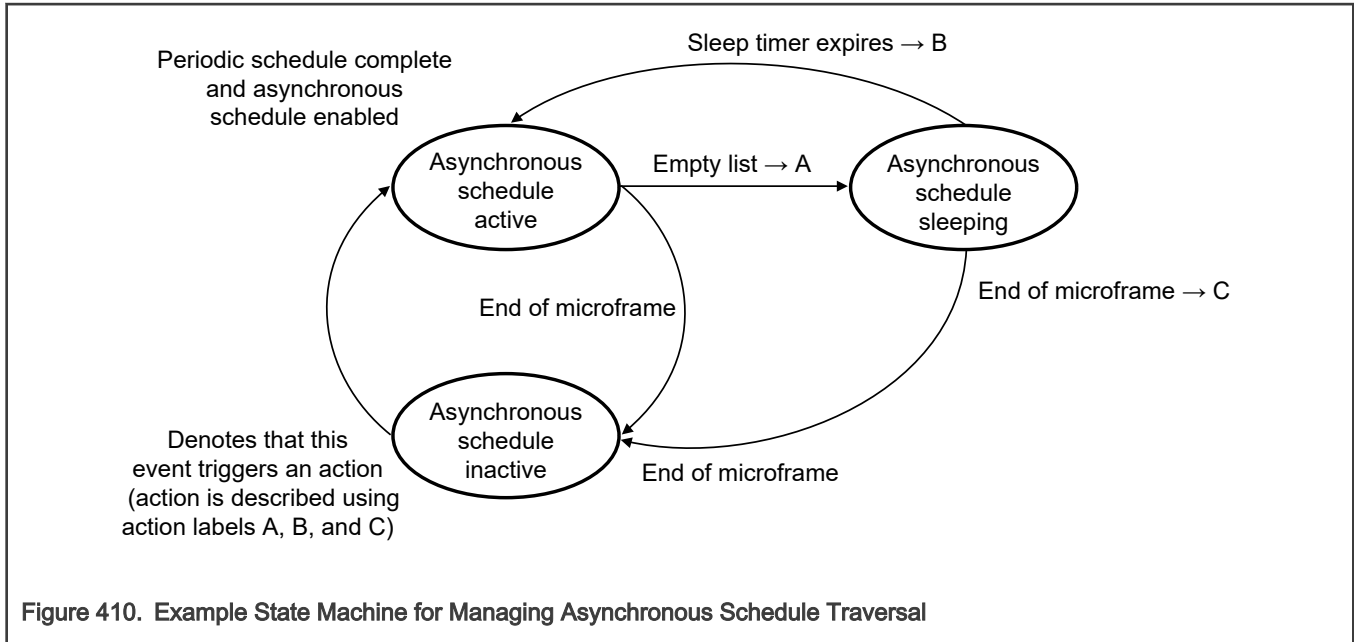 Sleep timer expires → B
Periodic schedule complete
and asynchronous
schedule enabled
Asynchronous
schedule
active
Empty list → A
Asynchronous
schedule
sleeping
End of microframe → C
End of microframe
Asynchronous
schedule
inactive
Denotes that this
event triggers an action
(action is described using
action labels A, B, and C)
End of microframe
Figure 410. Example State Machine for Managing Asynchronous Schedule Traversal